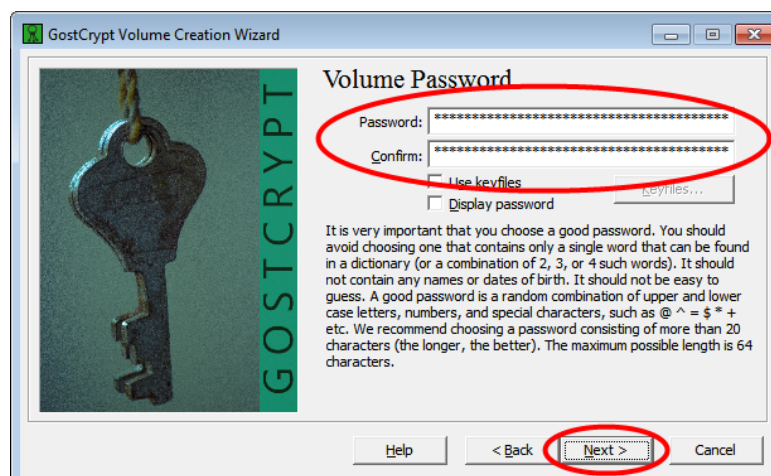 GostCrypt Volume Creation Wizard
GOSTCRYPT
Volume Password
Password: ****************************************
Confirm: ****************************************
Use keyfiles
Keyfiles...
Display password
It is very important that you choose a good password. You should
avoid choosing one that contains only a single word that can be found
in a dictionary (or a combination of 2, 3, or 4 such words). It should
not contain any names or dates of birth. It should not be easy to
guess. A good password is a random combination of upper and lower
case letters, numbers, and special characters, such as @ ^ = $ * +
etc. We recommend choosing a password consisting of more than 20
characters (the longer, the better). The maximum possible length is 64
characters.
Help < Back Next > Cancel